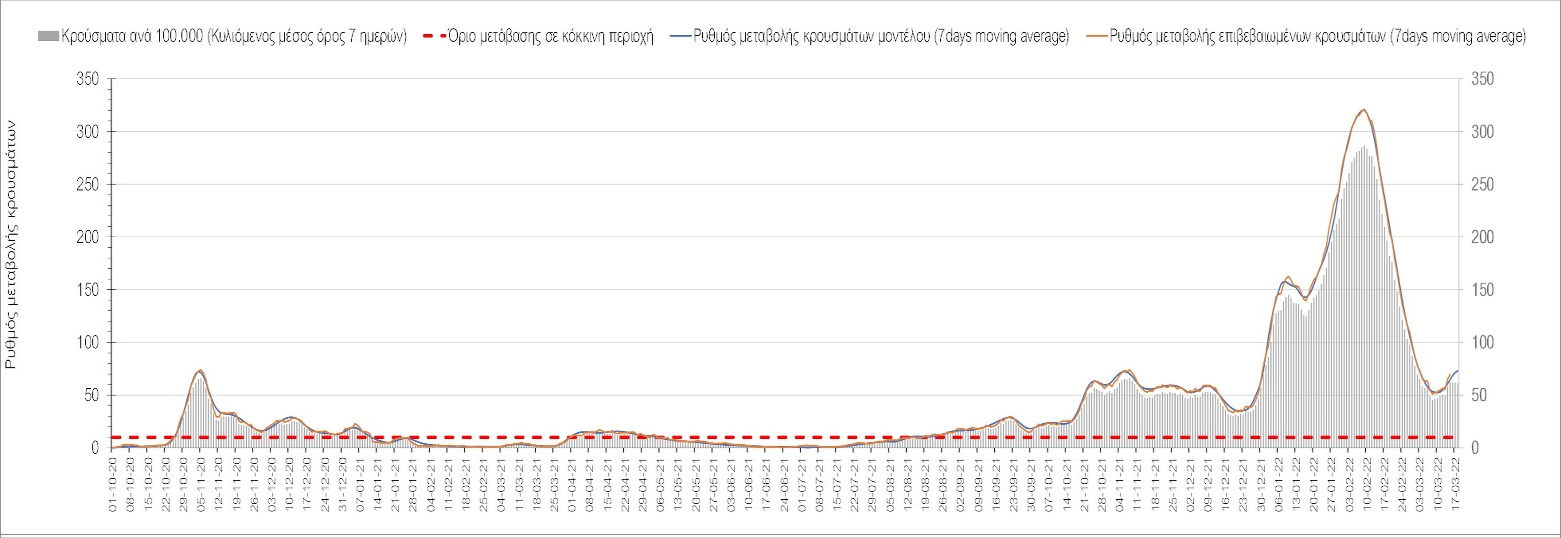 Κρούσματα ανά 100.000 (Κυλιόμενος μέσος όρος 7 ημερών) Όριο μετάβασης σε κόκκινη περιοχή Ρυθμός μεταβολής κρουσμάτων μοντέλου (7days moving average) Ρυθμός μεταβολής επιβεβαιωμένων κρουσμάτων (7days moving average)
Ρυθμός μεταβολής κρουσμάτων
350 350
300 300
250 250
200 200
150 150
100 100
50 50
0 0
01-10-20 08-10-20 15-10-20 22-10-20 29-10-20 05-11-20 12-11-20 19-11-20 26-11-20 03-12-20 10-12-20 17-12-20 24-12-20 31-12-20 07-01-21 14-01-21 21-01-21 28-01-21 04-02-21 11-02-21 18-02-21 25-02-21 04-03-21 11-03-21 18-03-21 25-03-21 01-04-21 08-04-21 15-04-21 22-04-21 29-04-21 06-05-21 13-05-21 20-05-21 27-05-21 03-06-21 10-06-21 17-06-21 24-06-21 01-07-21 08-07-21 15-07-21 22-07-21 29-07-21 05-08-21 12-08-21 19-08-21 26-08-21 02-09-21 09-09-21 16-09-21 23-09-21 30-09-21 07-10-21 14-10-21 21-10-21 28-10-21 04-11-21 11-11-21 18-11-21 25-11-21 02-12-21 09-12-21 16-12-21 23-12-21 30-12-21 06-01-22 13-01-22 20-01-22 27-01-22 03-02-22 10-02-22 17-02-22 24-02-22 03-03-22 10-03-22 17-03-22